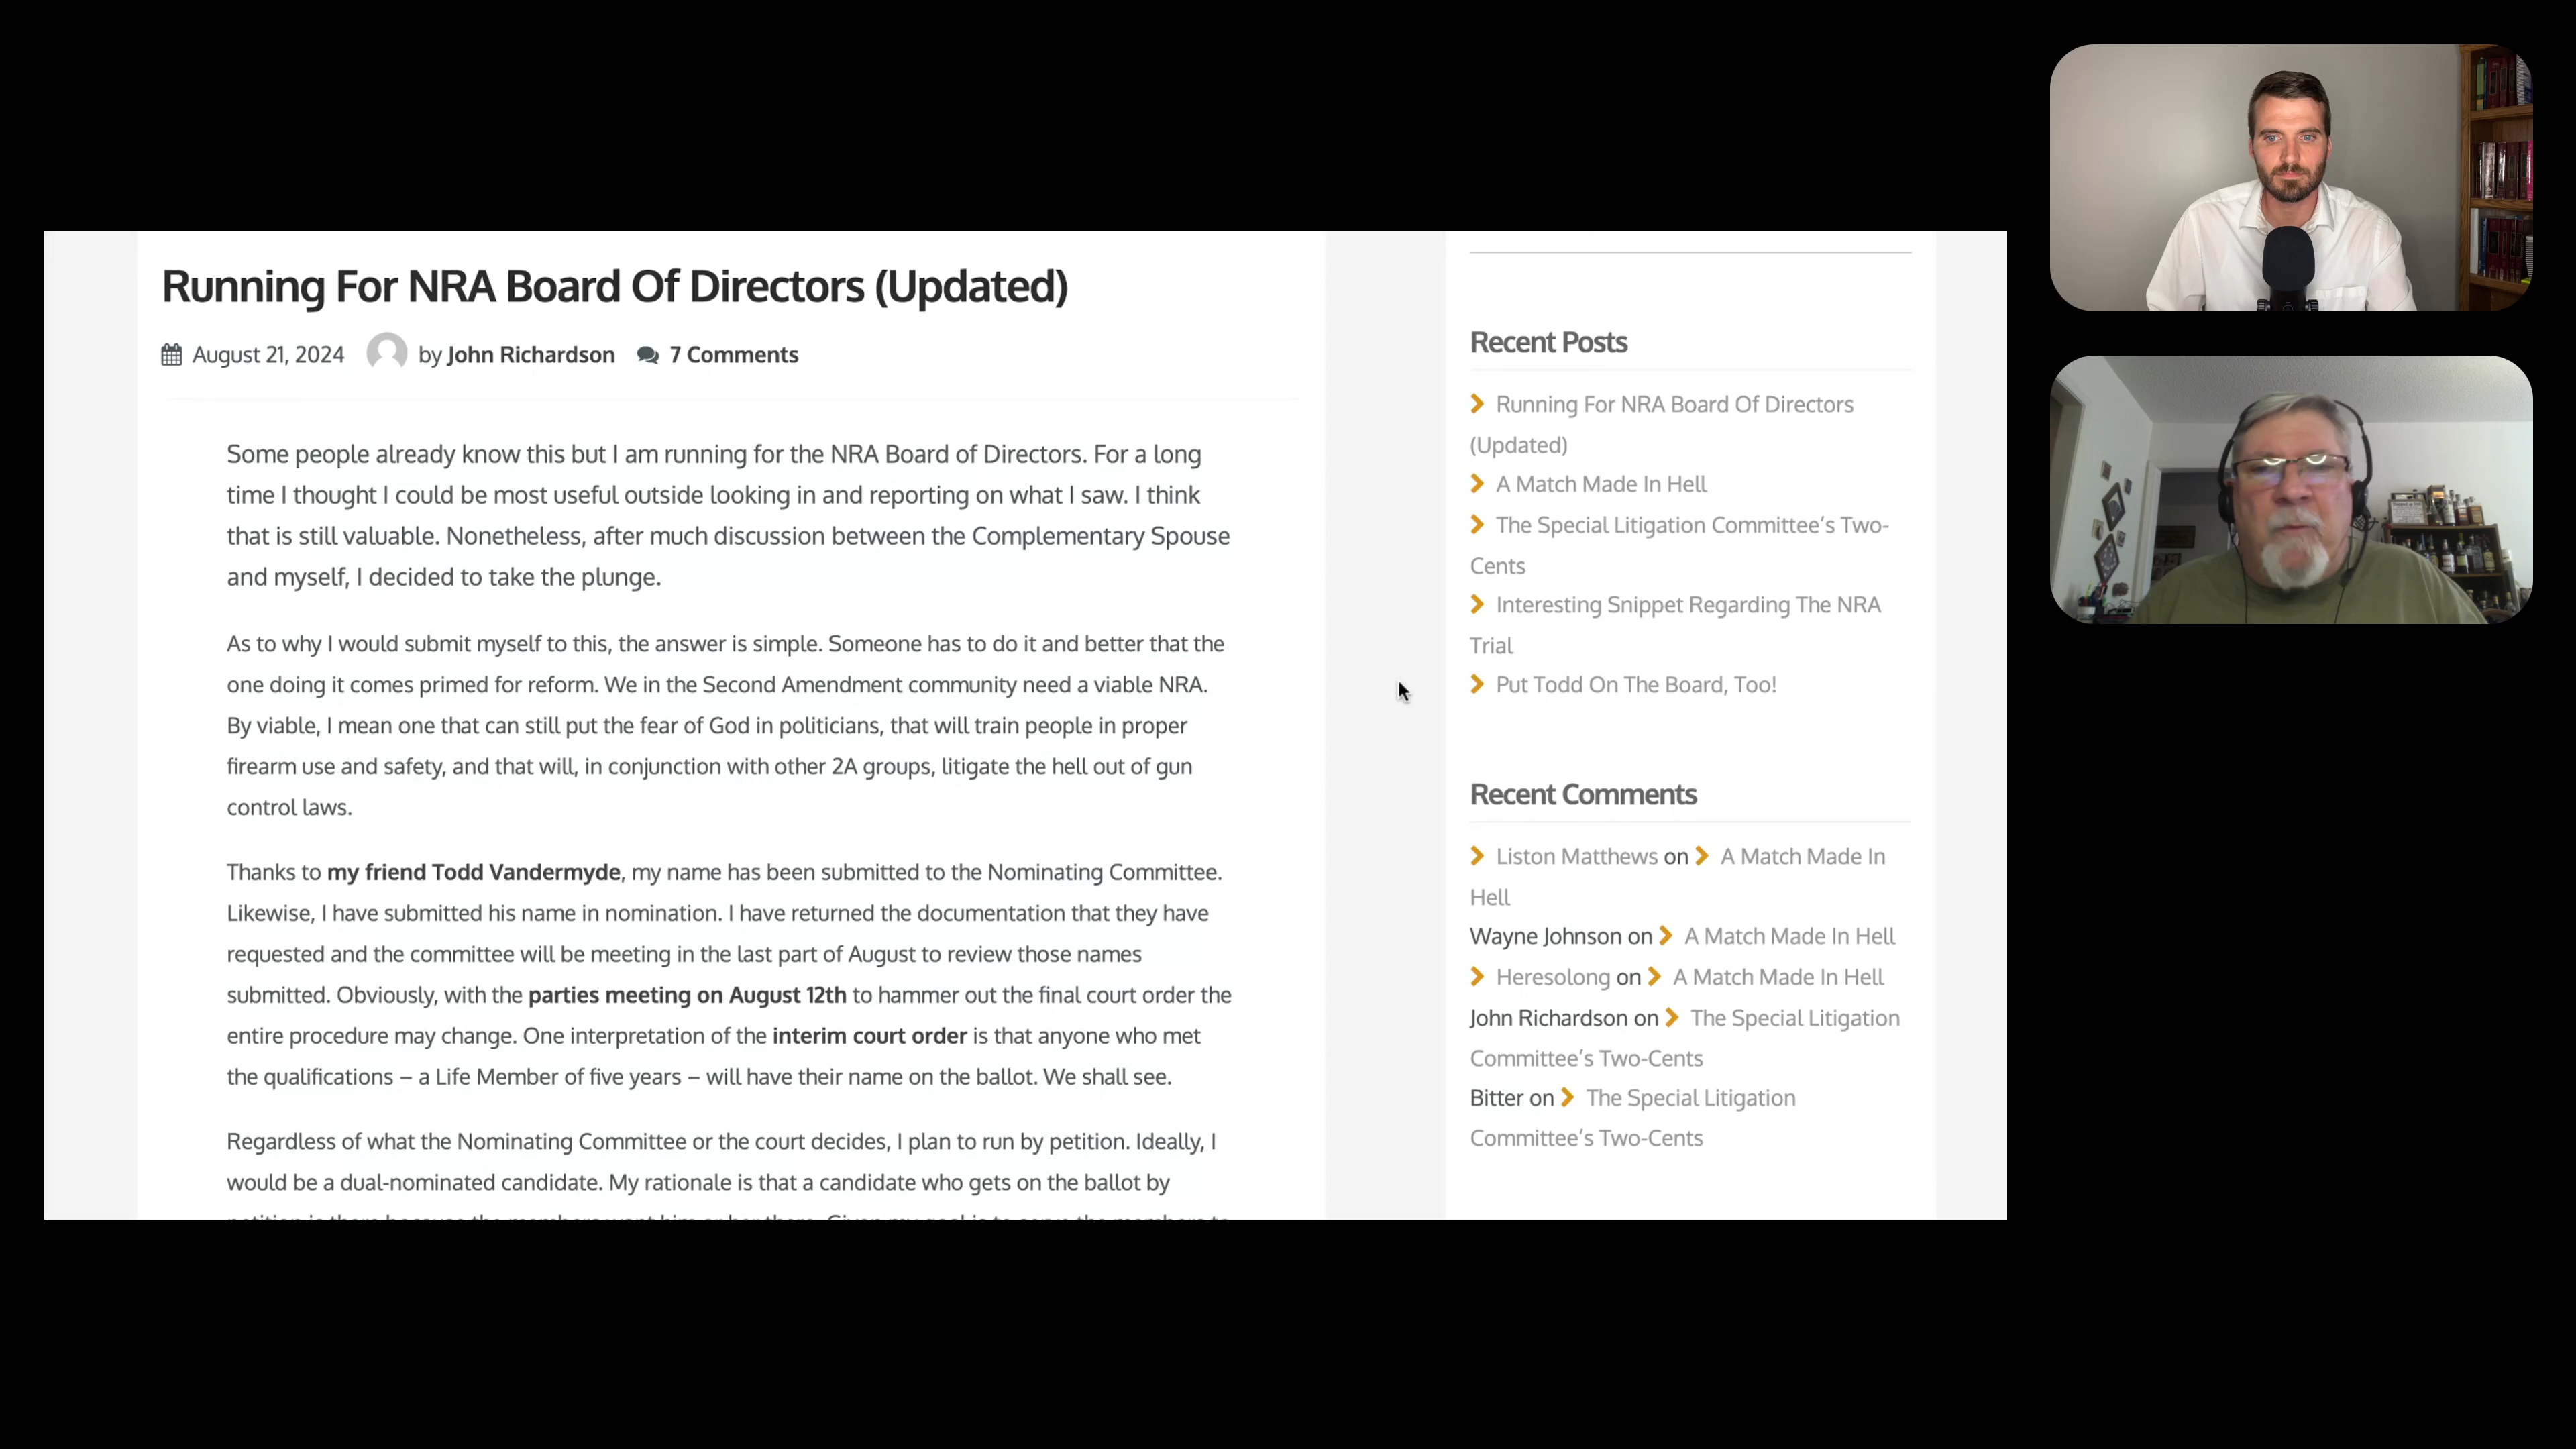 Running For NRA Board Of Directors (Updated)
August 21, 2024 by John Richardson 7 Comments
Some people already know this but I am running for the NRA Board of Directors. For a long
time I thought I could be most useful outside looking in and reporting on what I saw. I think
that is still valuable. Nonetheless, after much discussion between the Complementary Spouse
and myself, I decided to take the plunge.
As to why I would submit myself to this, the answer is simple. Someone has to do it and better that the
one doing it comes primed for reform. We in the Second Amendment community need a viable NRA.
By viable, I mean one that can still put the fear of God in politicians, that will train people in proper
firearm use and safety, and that will, in conjunction with other 2A groups, litigate the hell out of gun
control laws.
Thanks to my friend Todd Vandermyde, my name has been submitted to the Nominating Committee.
Likewise, I have submitted his name in nomination. I have returned the documentation that they have
requested and the committee will be meeting in the last part of August to review those names
submitted. Obviously, with the parties meeting on August 12th to hammer out the final court order the
entire procedure may change. One interpretation of the interim court order is that anyone who met
the qualifications – a Life Member of five years – will have their name on the ballot. We shall see.
Regardless of what the Nominating Committee or the court decides, I plan to run by petition. Ideally, I
would be a dual-nominated candidate. My rationale is that a candidate who gets on the ballot by
Recent Posts
Running For NRA Board Of Directors
(Updated)
A Match Made In Hell
The Special Litigation Committee's Two-
Cents
Interesting Snippet Regarding The NRA
Trial
Put Todd On The Board, Too!
Recent Comments
Liston Matthews on A Match Made In
Hell
Wayne Johnson on A Match Made In Hell
Heresolong on A Match Made In Hell
John Richardson on The Special Litigation
Committee's Two-Cents
Bitter on The Special Litigation
Committee's Two-Cents